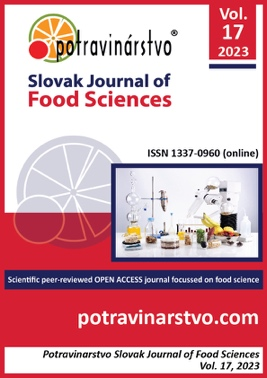 Vol.
17
2023
potravinárstvo®
Slovak Journal of
Food Sciences
ISSN 1337-0960 (online)
Scientific peer-reviewed OPEN ACCESS journal focussed on food science
potravinarstvo.com
Potravinarstvo Slovak Journal of Food Sciences
Vol. 17, 2023